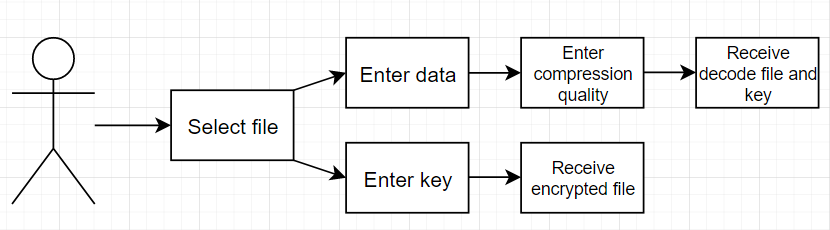 Select file
Enter data
Enter
compression
quality
Receive
decode file and
key
Enter key
Receive
encrypted file